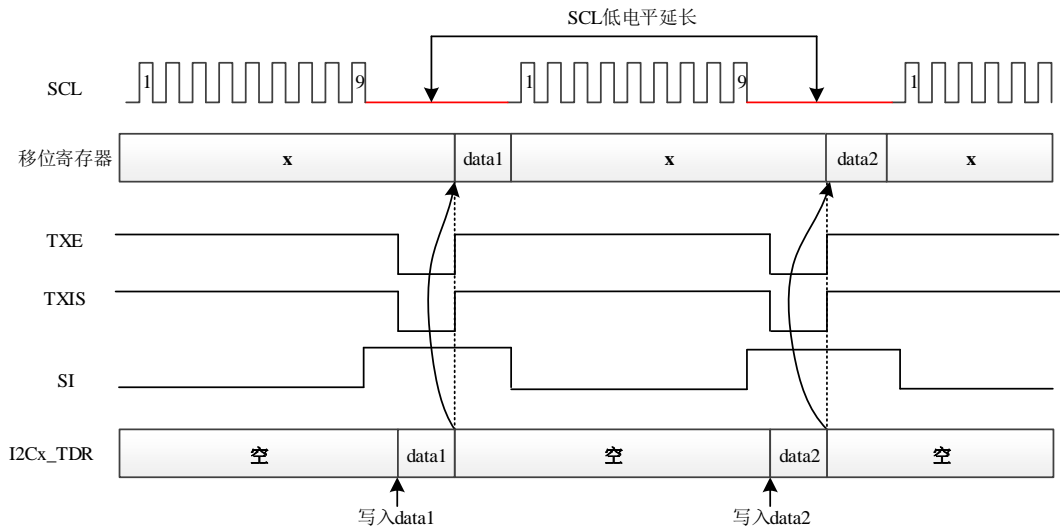 SCL低电平延长
SCL 1 9 1 9 1
移位寄存器 x data1 x data2 x
TXE
TXIS
SI
I2Cx_TDR 空 data1 空 data2 空
写入data1 写入data2